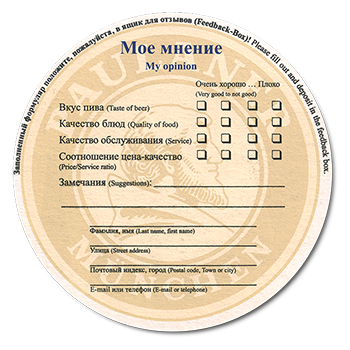 Заполненный формуляр положите, пожалуйста, в ящик для отзывов (Feedback-Box)! Please fill out and deposit in the feedback box.
PAULANER
Мое мнение
My opinion
Очень хорошо ... Плохо
(Very good to not good)
Вкус пива (Taste of beer)
Качество блюд (Quality of food)
Качество обслуживания (Service)
Соотношение цена-качество
(Price/Service ratio)
Замечания (Suggestions):
Фамилия, имя (Last name, first name)
Улица (Street address)
Почтовый индекс, город (Postal code, Town or city)
E-mail или телефон (E-mail or telephone)
MÜNCHEN